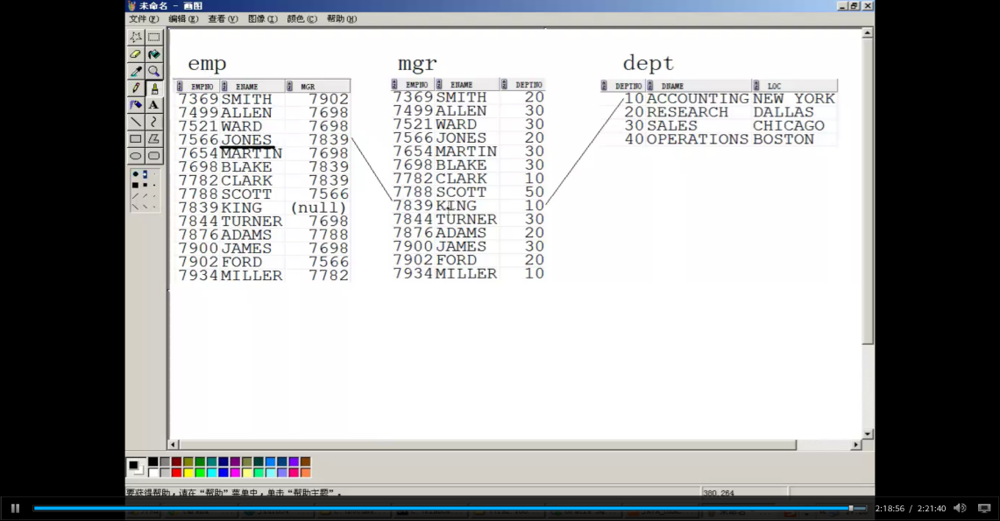 未命名 - 画图
文件(F) 编辑(E) 查看(V) 图像(I) 颜色(C) 帮助(H)
emp mgr dept
EMPNO ENAME MGR
7369 SMITH 7902
7499 ALLEN 7698
7521 WARD 7698
7566 JONES 7839
7654 MARTIN 7698
7698 BLAKE 7839
7782 CLARK 7839
7788 SCOTT 7566
7839 KING (null)
7844 TURNER 7698
7876 ADAMS 7788
7900 JAMES 7698
7902 FORD 7566
7934 MILLER 7782
EMPNO ENAME DEPTNO
7369 SMITH 20
7499 ALLEN 30
7521 WARD 30
7566 JONES 20
7654 MARTIN 30
7698 BLAKE 30
7782 CLARK 10
7788 SCOTT 50
7839 KING 10
7844 TURNER 30
7876 ADAMS 20
7900 JAMES 30
7902 FORD 20
7934 MILLER 10
DEPTNO DNAME LOC
10 ACCOUNTING NEW YORK
20 RESEARCH DALLAS
30 SALES CHICAGO
40 OPERATIONS BOSTON
要获得帮助，请在“帮助”菜单中，单击“帮助主题”。 380,264
2:18:56 / 2:21:40